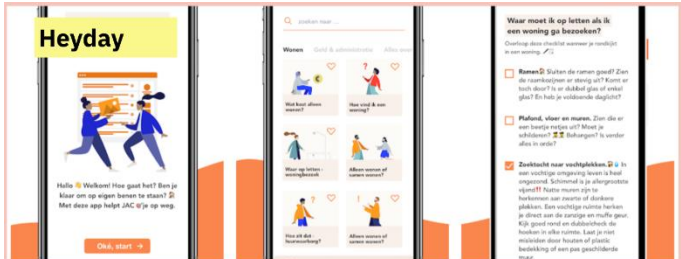 Heyday
Hallo 👋 Welkom! Hoe gaat het? Ben je
klaar om op eigen benen te staan?
Met deze app helpt JAC je op weg.
Oké, start →
zoeken naar ...
Wonen Geld & administratie Alles over
Wat kost alleen
wonen?
Hoe vind ik een
woning?
Waar op letten -
woningbezoek
Alleen wonen of
samen wonen?
Hoe zit dat -
huurwaarborg?
Alleen wonen of
samen wonen?
Waar moet ik op letten als ik
een woning ga bezoeken?
Overloop deze checklist wanneer je rondkijkt
in een woning.
Ramen Sluiten de ramen goed? Zien
de raamkozijnen er stevig uit? Komt er
toch door? Is er dubbel glas of enkel
glas? En heb je voldoende daglicht?
Plafond, vloer en muren. Zien die er
een beetje netjes uit? Moet je
schilderen? Behangen? Is verder
alles in orde?
Zoektocht naar vochtplekken. In
een vochtige omgeving leven is heel
ongezond. Schimmel is je allergrootste
vijand!! Natte muren zijn te
herkennen aan zwarte of donkere
plekken. Een vochtige ruimte herken
je direct aan de zanzige en muffe geur.
Kijk goed rond en dubbelcheck de
hoeken in elke ruimte. Laat je niet
misleiden door houten of plastic
bedekking of een pas geschilderde